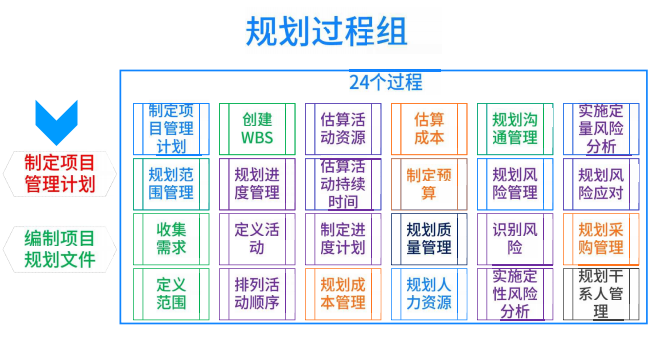 规划过程组
24个过程
制定项
目管理
计划
创建
WBS
估算活
动资源
估算
成本
规划沟
通管理
实施定
量风险
分析
规划范
围管理
规划进
度管理
估算活
动持续
时间
制定预
算
规划风
险管理
规划风
险应对
收集
需求
定义活
动
制定进
度计划
规划质
量管理
识别风
险
规划采
购管理
定义
范围
排列活
动顺序
规划成
本管理
规划人
力资源
实施定
性风险
分析
规划干
系人管
理
制定项目
管理计划
编制项目
规划文件